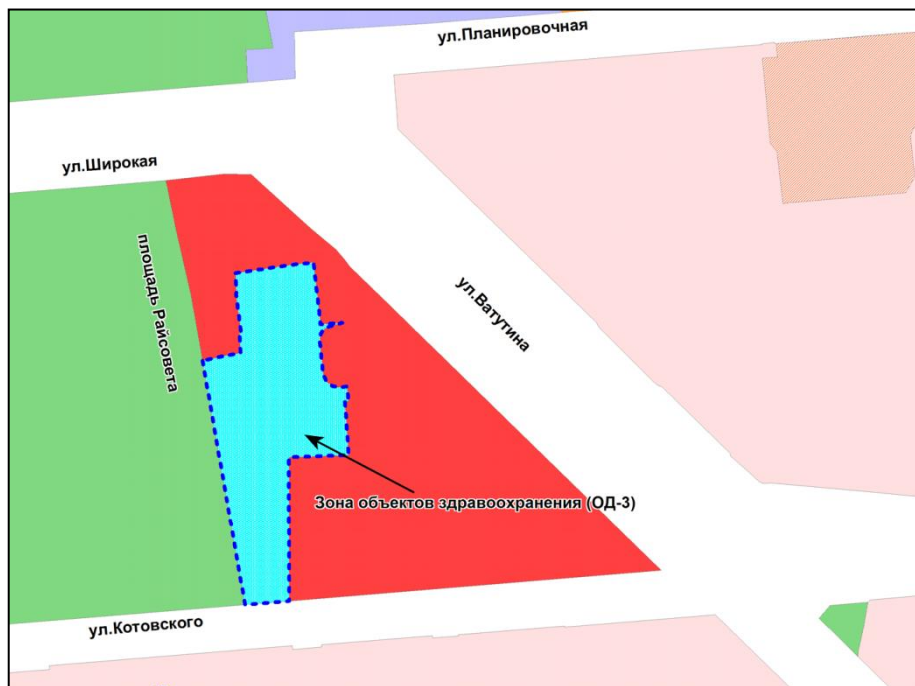 ул.Планировочная
ул.Широкая
площадь Райсовета
ул.Ватутина
Зона объектов здравоохранения (ОД-3)
ул.Котовского